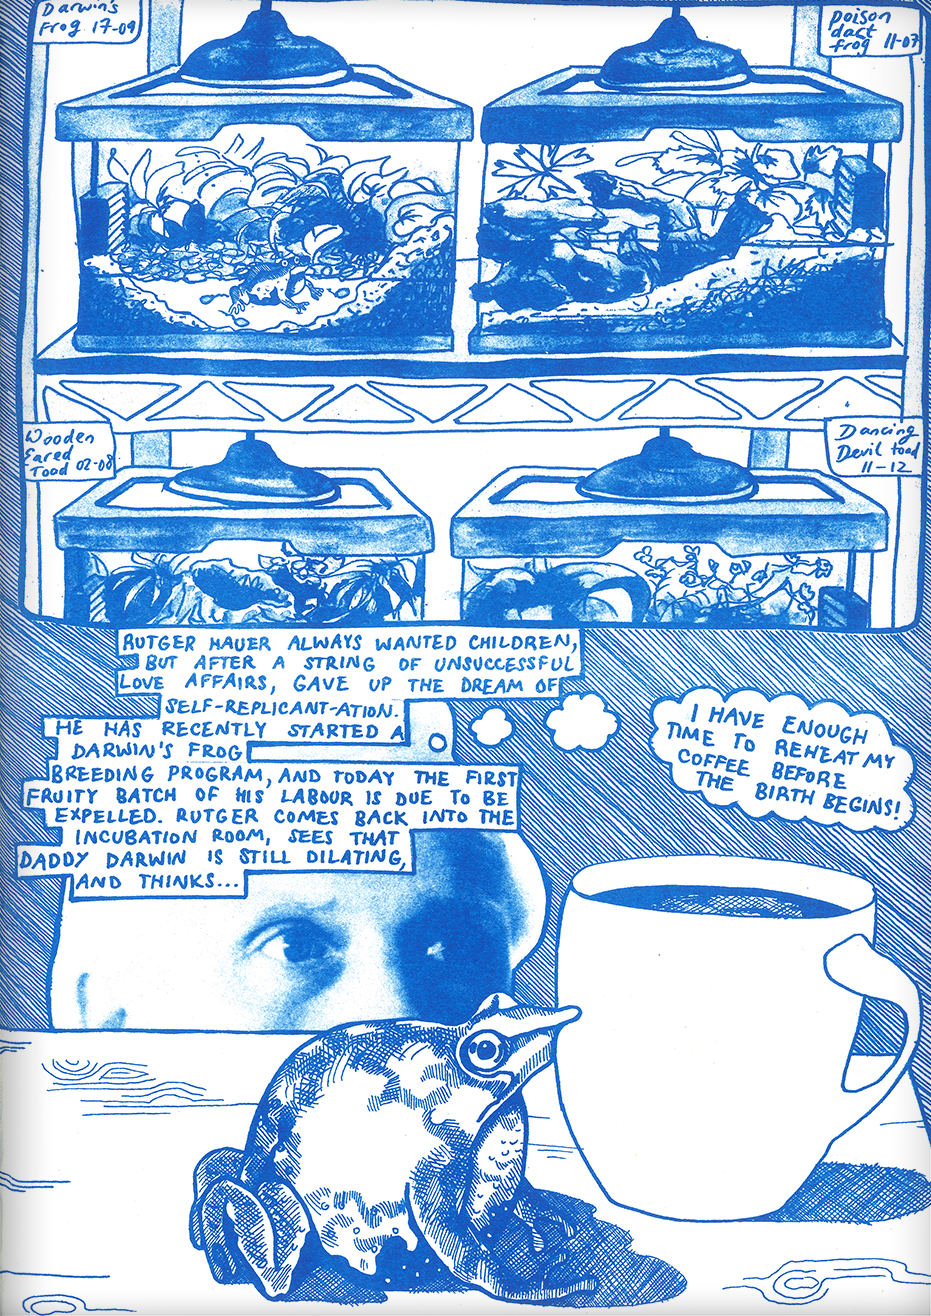 Darwin's
Frog 17-09
poison
dact
frog 11-07
Wooden
Eared
Toad 02-08
Dancing
Devil toad
11-12
RUTGER HAUER ALWAYS WANTED CHILDREN,
BUT AFTER A STRING OF UNSUCCESSFUL
LOVE AFFAIRS, GAVE UP THE DREAM OF
SELF-REPLICANT-ATION.
HE HAS RECENTLY STARTED A
DARWIN'S FROG
BREEDING PROGRAM, AND TODAY THE FIRST
FRUITY BATCH OF HIS LABOUR IS DUE TO BE
EXPELLED. RUTGER COMES BACK INTO THE
INCUBATION ROOM, SEES THAT
DADDY DARWIN IS STILL DILATING,
AND THINKS...
I HAVE ENOUGH
TIME TO REHEAT MY
COFFEE BEFORE
THE BIRTH BEGINS!